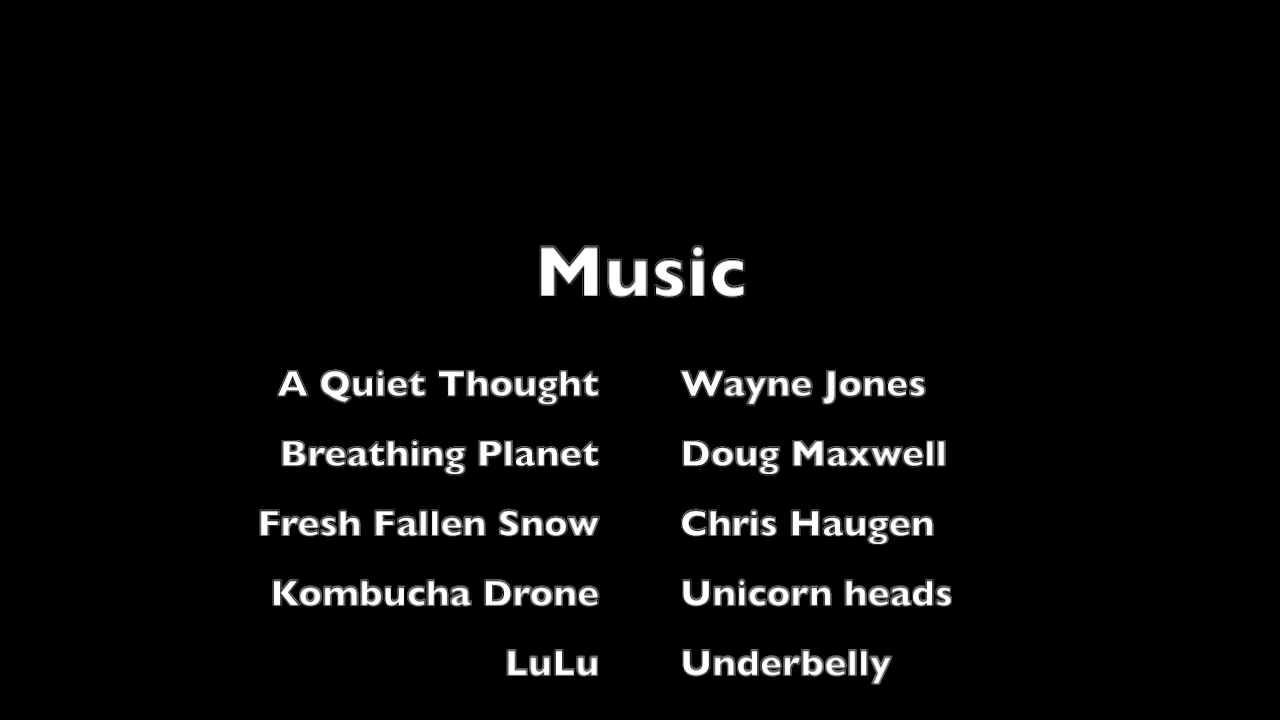 Music
A Quiet Thought Wayne Jones
Breathing Planet Doug Maxwell
Fresh Fallen Snow Chris Haugen
Kombucha Drone Unicorn heads
LuLu Underbelly